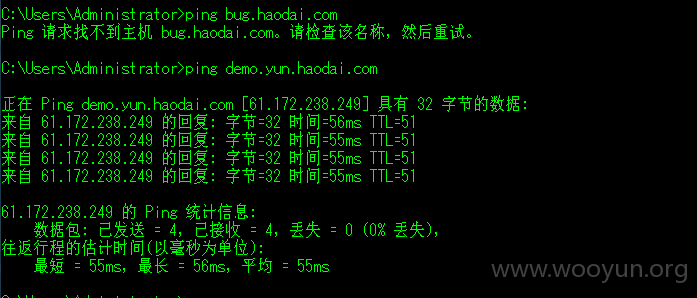 C:\Users\Administrator>ping bug.haodai.com
Ping 请求找不到主机 bug.haodai.com。请检查该名称，然后重试。
C:\Users\Administrator>ping demo.yun.haodai.com
正在 Ping demo.yun.haodai.com [61.172.238.249] 具有 32 字节的数据:
来自 61.172.238.249 的回复: 字节=32 时间=56ms TTL=51
来自 61.172.238.249 的回复: 字节=32 时间=55ms TTL=51
来自 61.172.238.249 的回复: 字节=32 时间=55ms TTL=51
来自 61.172.238.249 的回复: 字节=32 时间=55ms TTL=51
61.172.238.249 的 Ping 统计信息:
数据包: 已发送 = 4，已接收 = 4，丢失 = 0 (0% 丢失)，
往返行程的估计时间(以毫秒为单位):
最短 = 55ms，最长 = 56ms，平均 = 55ms
www.wooyun.org